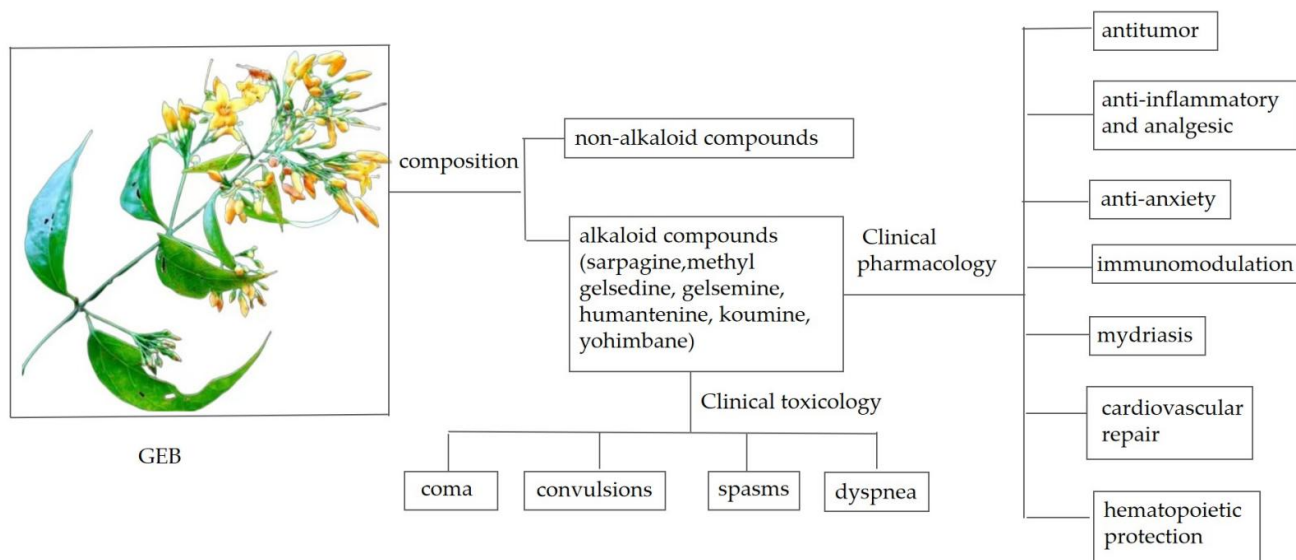 GEB
composition
non-alkaloid compounds
alkaloid compounds
(sarpagine,methyl
gelsedine, gelsemine,
humantenine, koumine,
yohimbane)
Clinical toxicology
coma
convulsions
spasms
dyspnea
Clinical
pharmacology
antitumor
anti-inflammatory
and analgesic
anti-anxiety
immunomodulation
mydriasis
cardiovascular
repair
hematopoietic
protection